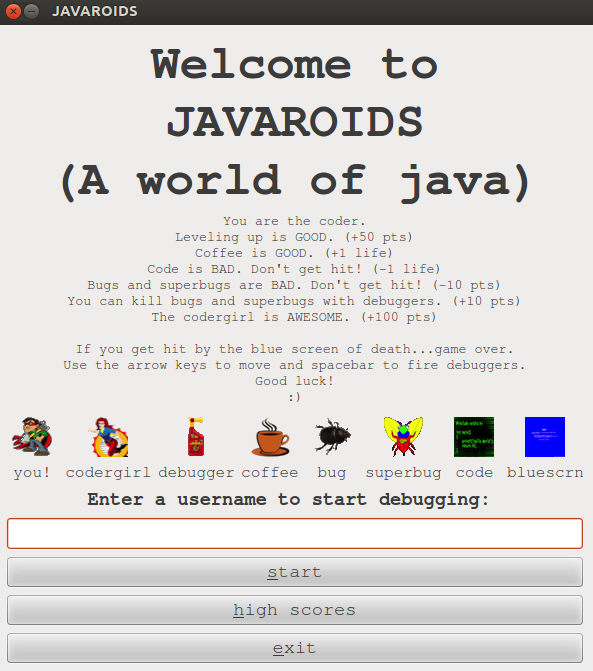 JAVAROIDS
Welcome to
JAVAROIDS
(A world of java)
You are the coder.
Leveling up is GOOD. (+50 pts)
Coffee is GOOD. (+1 life)
Code is BAD. Don't get hit! (-1 life)
Bugs and superbugs are BAD. Don't get hit! (-10 pts)
You can kill bugs and superbugs with debuggers. (+10 pts)
The codergirl is AWESOME. (+100 pts)
If you get hit by the blue screen of death...game over.
Use the arrow keys to move and spacebar to fire debuggers.
Good luck!
:)
you! codergirl debugger coffee bug superbug code bluescrn
Enter a username to start debugging:
start
high scores
exit